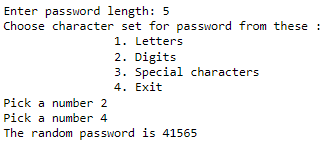 Enter password length: 5
Choose character set for password from these :
1. Letters
2. Digits
3. Special characters
4. Exit
Pick a number 2
Pick a number 4
The random password is 41565